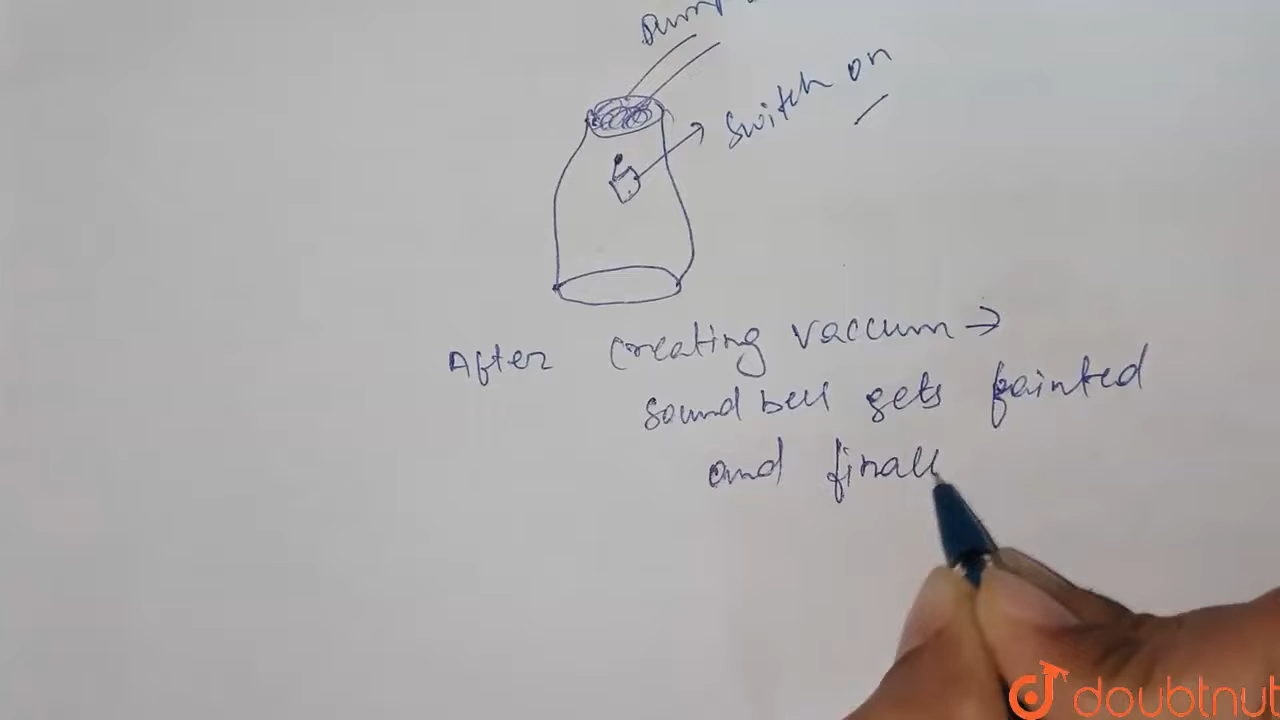 Switch on
After creating vaccum →
sound bell gets fainted
and finall
doubtnut